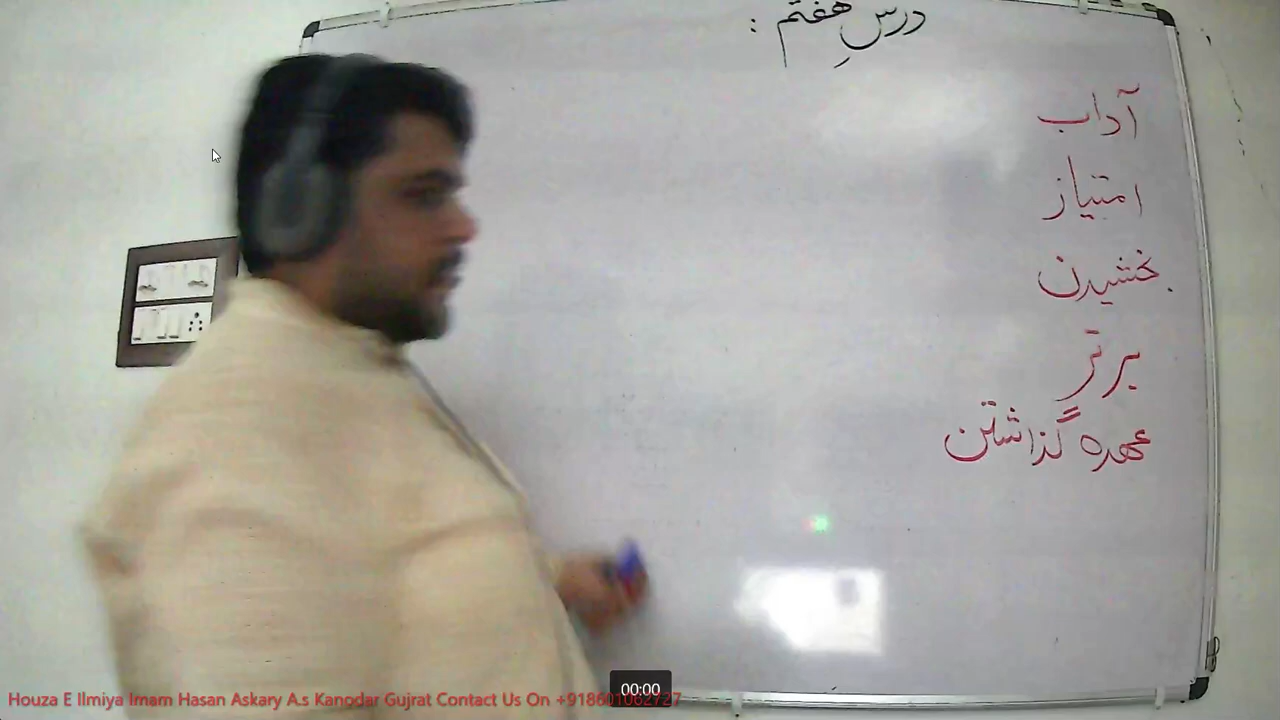 درسِ هفتم :
آداب
امتیاز
بخشیدن
برتر
عهده گذاشتن
00:00
Houza E Ilmiya Imam Hasan Askary A.s Kanodar Gujrat Contact Us On +918601062727